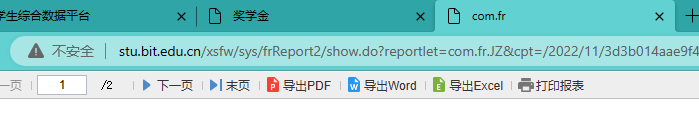 学生综合数据平台 奖学金 com.fr
不安全 stu.bit.edu.cn/xsfw/sys/frReport2/show.do?reportlet=com.fr.JZ&cpt=/2022/11/3d3b014aae9f4
一页 1 /2 下一页 末页 导出PDF 导出Word 导出Excel 打印报表